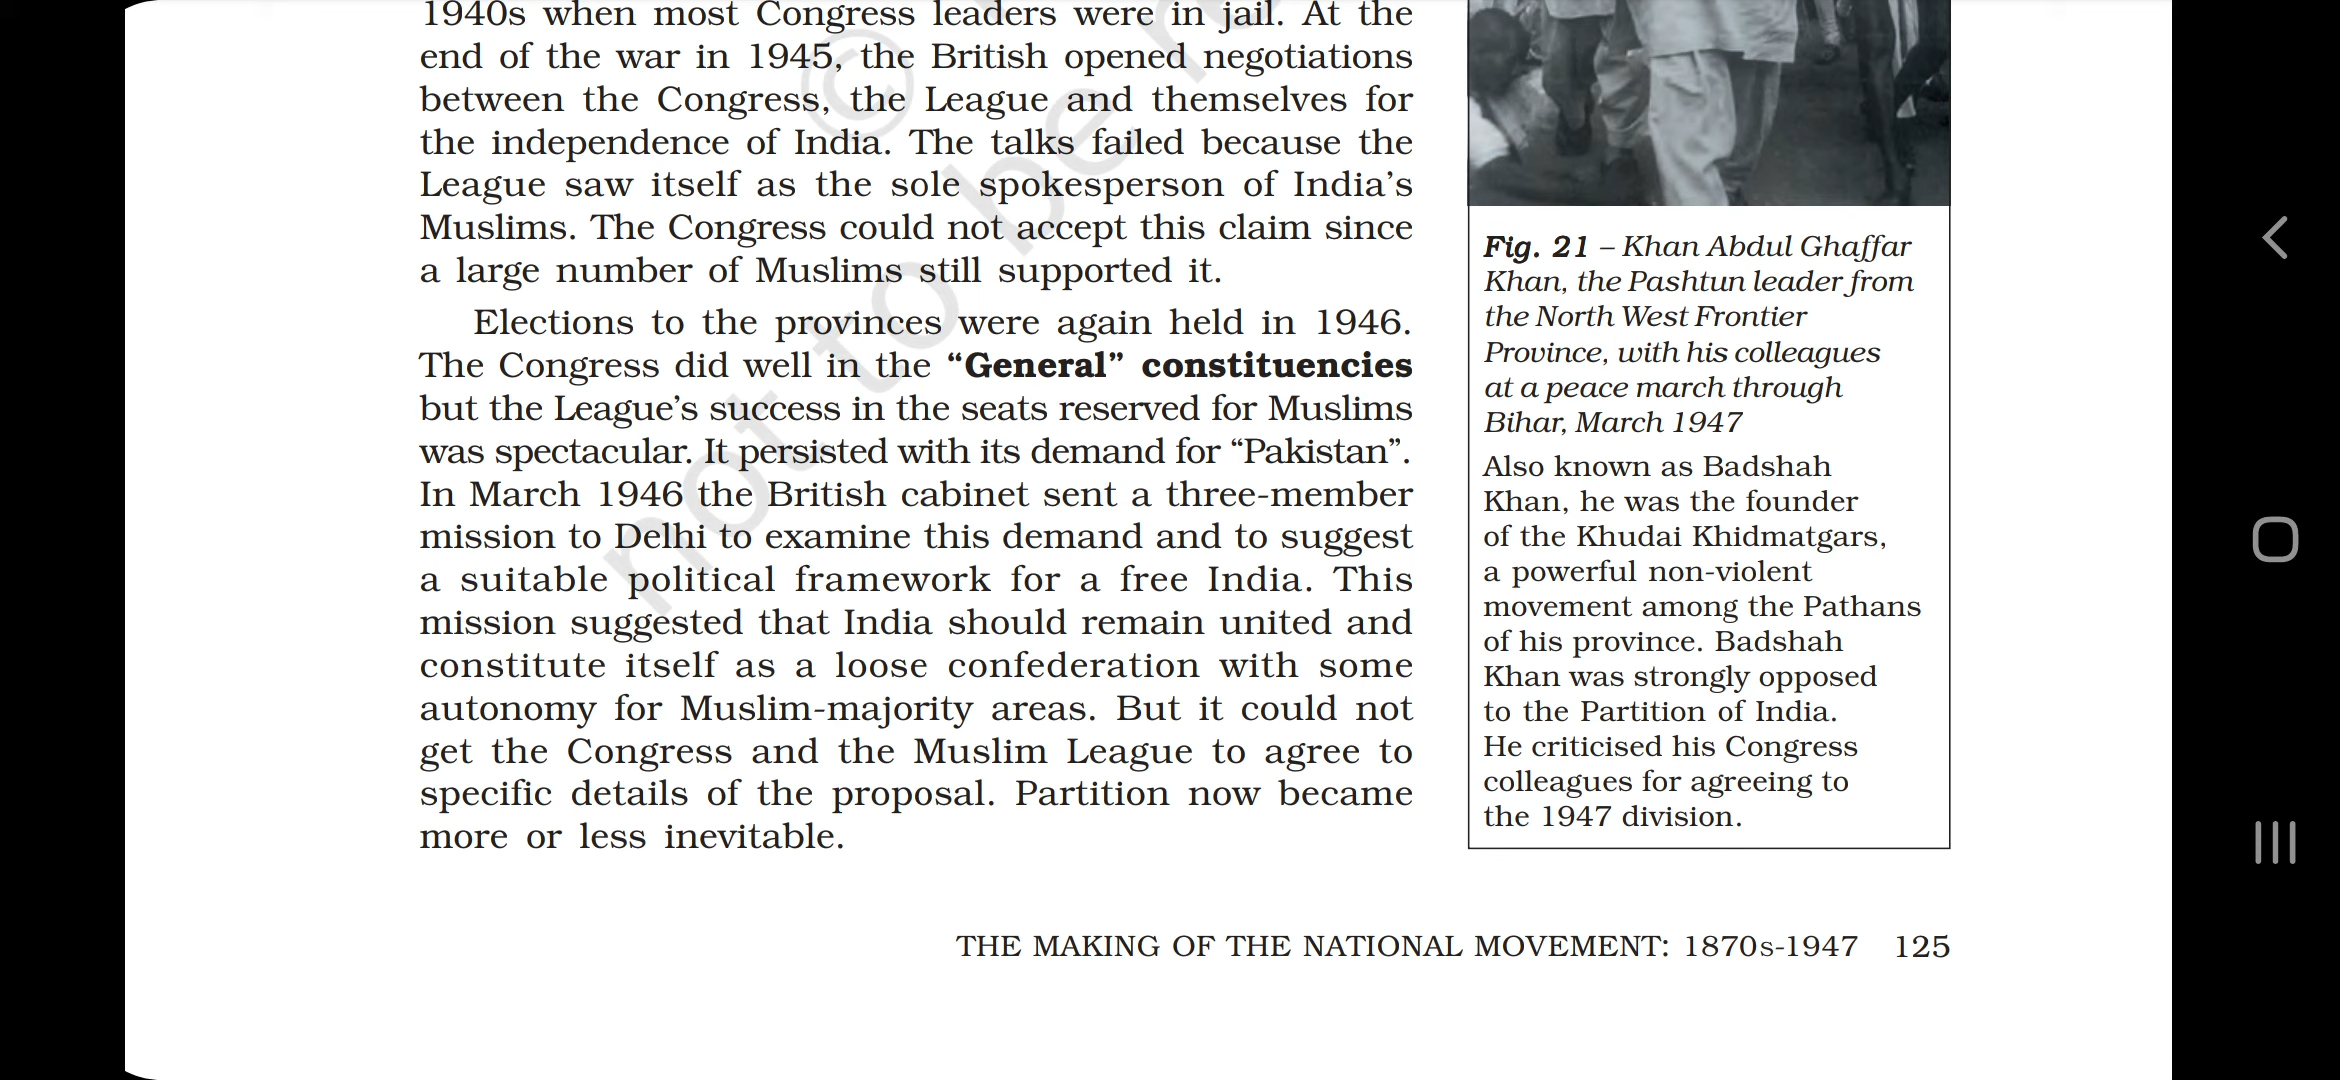 1940s when most Congress leaders were in jail. At the
end of the war in 1945, the British opened negotiations
between the Congress, the League and themselves for
the independence of India. The talks failed because the
League saw itself as the sole spokesperson of India’s
Muslims. The Congress could not accept this claim since
a large number of Muslims still supported it.
Elections to the provinces were again held in 1946.
The Congress did well in the “General” constituencies
but the League’s success in the seats reserved for Muslims
was spectacular. It persisted with its demand for “Pakistan”.
In March 1946 the British cabinet sent a three-member
mission to Delhi to examine this demand and to suggest
a suitable political framework for a free India. This
mission suggested that India should remain united and
constitute itself as a loose confederation with some
autonomy for Muslim-majority areas. But it could not
get the Congress and the Muslim League to agree to
specific details of the proposal. Partition now became
more or less inevitable.
Fig. 21 – Khan Abdul Ghaffar
Khan, the Pashtun leader from
the North West Frontier
Province, with his colleagues
at a peace march through
Bihar, March 1947
Also known as Badshah
Khan, he was the founder
of the Khudai Khidmatgars,
a powerful non-violent
movement among the Pathans
of his province. Badshah
Khan was strongly opposed
to the Partition of India.
He criticised his Congress
colleagues for agreeing to
the 1947 division.
THE MAKING OF THE NATIONAL MOVEMENT: 1870s-1947 125
©
not to be